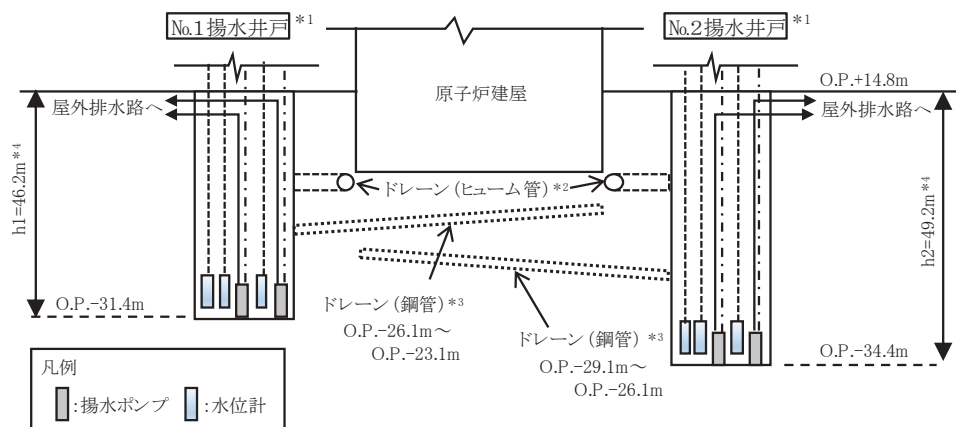 No.1揚水井戸*1
No.2揚水井戸*1
O.P.+14.8m
原子炉建屋
屋外排水路へ
屋外排水路へ
h1=46.2m*4
h2=49.2m*4
ドレーン(ヒューム管)*2
ドレーン(鋼管)*3
O.P.-26.1m~
O.P.-23.1m
O.P.-31.4m
ドレーン(鋼管)*3
O.P.-29.1m~
O.P.-26.1m
O.P.-34.4m
凡例
:揚水ポンプ :水位計